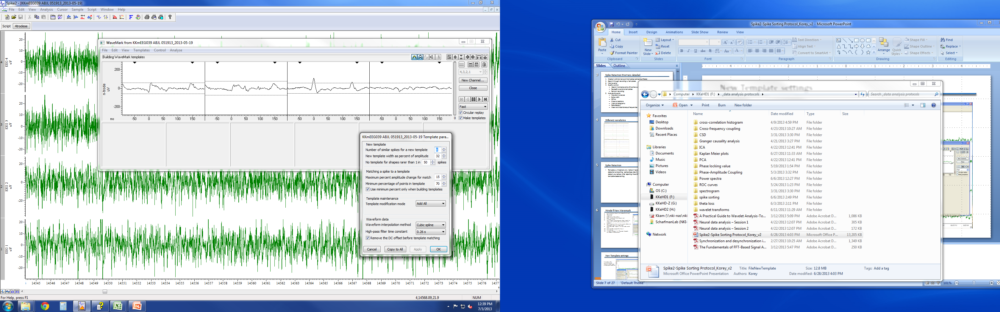 Spike2 - [KKmEEG039 ABJL 051913_2013-05-19]
File Edit View Analysis Cursor Sample Script Window Help
Script 4trodese
WaveMark from KKmEEG039 ABJL 051913_2013-05-19
File Edit View Templates Control Analyse
Building WaveMark templates
n-trode
uV
200
0
-200
ms -50 0 50 100 150 -50 0 50 100 150 -50 0 50 100 150 -50 0 50 100 150 0
4,3,2,1
New Channel...
Close
Fast
Circular replay
Make templates
KKmEEG039 ABJL 051913_2013-05-19 Template para...
New template
Number of similar spikes for a new template 8
New template width as percent of amplitude 32
No template for shapes rarer than 1 in 50 spikes
Matching a spike to a template
Maximum percent amplitude change for match 15
Minimum percentage of points in template 70
Use minimum percent only when building templates
Template maintenance
Template modification mode Add All
Waveform data
Waveform interpolation method Cubic spline
High-pass filter time constant 0.26 s
Remove the DC offset before template matching
Cancel Copy to All Apply OK
4 EEG 4 uV
20
10
0
-10
-20
3 EEG 3 uV
20
10
0
-10
-20
2 EEG 2 uV
20
0
-20
1 EEG 1 uV
20
10
0
-10
-20
14545 14546 14547 14548 14549 14550 14551 14552 14553 14554 14555 14556 14557 14558 14559 14560 14561 14562 14563 14564 14565 14566 14567 14568 14569 14570 14571 14572 14573 14574 14575 14576 1457
s
For Help, press F1
4,14568.09,21.9 NUM
12:39 PM
7/3/2013
Spike2-Spike Sorting Protocol_Korey_v2 - Microsoft PowerPoint
Home Insert Design Animations Slide Show Review View
Paste Cut Copy Format Painter
Clipboard
New Slide Layout Reset Delete
Slides
B I U abc S AV Aa A
Font
Text Direction
Align Text
Convert to SmartArt
Paragraph
Arrange Quick Styles Shape Fill Shape Outline Shape Effects
Drawing
Find
Replace
Select
Editing
Slides Outline
3
Spike Detection Overview, detailed
4
Different waveforms
5
Spike Detection
6
Ntrode→New Wavemark
New Template settings
New Template settings
Computer KKeHD1 (F:) _data analysis protocols
Search _data analysis protocols
Organize Open Print Burn New folder
Favorites
Desktop
Downloads
Recent Places
Libraries
Documents
Music
Pictures
Videos
Computer
OS (C:)
KKeHD1 (F:)
KKeHD-Z (G:)
KKeHD2 (H:)
Kkam (\\nki-nas\nki
ScharfmanLab (NKI-
Network
Name Date modified Type Size
cross-correlation histogram 4/9/2013 4:59 PM File folder
Cross-frequency coupling 4/23/2013 10:27 AM File folder
CSD 3/31/2013 3:30 PM File folder
Granger causality analysis 4/21/2013 3:27 PM File folder
ICA 4/22/2013 12:41 PM File folder
Kaplan Meier plots 6/27/2013 11:33 AM File folder
PCA 4/22/2013 12:41 PM File folder
Phase locking value 5/19/2013 1:54 PM File folder
Phase-Amplitude Coupling 5/3/2013 3:32 PM File folder
Power spectra 6/6/2013 12:27 PM File folder
ROC curves 5/24/2013 1:23 PM File folder
spectrogram 3/31/2013 3:30 PM File folder
spike sorting 6/6/2013 2:49 PM File folder
theta loss 6/3/2013 2:11 PM File folder
wavelet transforms 6/11/2013 11:29 AM File folder
A Practical Guide to Wavelet Analysis-To... 3/12/2013 5:09 PM Adobe Acrobat D... 1,086 KB
Neural data analysis – Session 1 4/22/2013 12:07 PM Adobe Acrobat D... 305 KB
Neural data analysis – Session 2 4/22/2013 12:07 PM Adobe Acrobat D... 172 KB
Spike2-Spike Sorting Protocol_Korey_v2 6/28/2013 4:03 PM Microsoft Office P... 13,205 KB
Synchronization and desynchronization i... 2/27/2013 10:25 AM Adobe Acrobat D... 1,349 KB
The Fundamentals of FFT-Based Signal A... 3/12/2013 5:47 PM Adobe Acrobat D... 250 KB
Spike2-Spike Sorting Protocol_Korey_v2 Title: FileNewTemplate Size: 12.8 MB Tags: Add a tag
Microsoft Office PowerPoint Presentation Authors: Korey Date modified: 6/28/2013 4:03 PM
Slide 7 of 27 "Default Theme" 101%